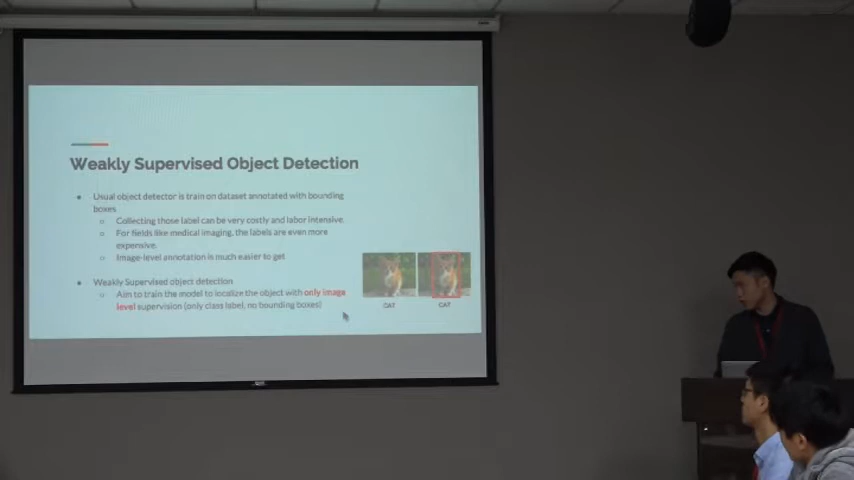 Weakly Supervised Object Detection
Usual object detector is train on dataset annotated with bounding
boxes
Collecting those label can be very costly and labor intensive.
For fields like medical imaging, the labels are even more
expensive.
Image-level annotation is much easier to get
Weakly Supervised object detection
Aim to train the model to localize the object with only image
level supervision (only class label, no bounding boxes)
CAT
CAT